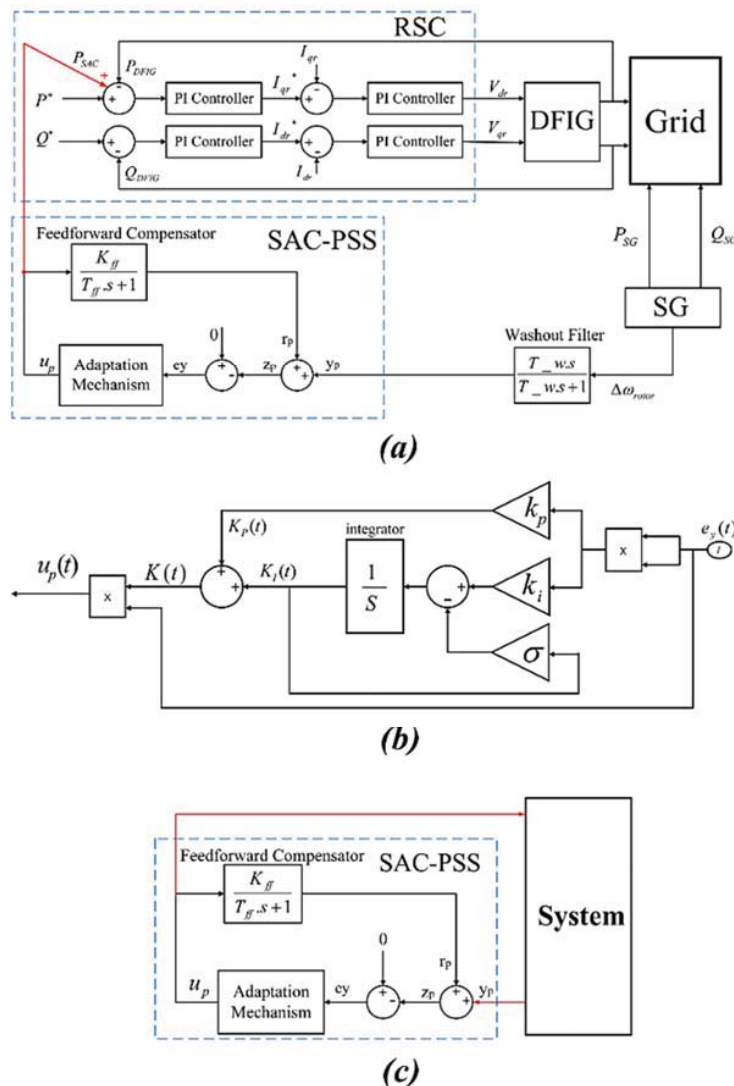 RSC
P_SAC
+
P_DFIG
-
I_qr
P*
+
PI Controller
I_qr*
+
-
PI Controller
V_dr
DFIG
Grid
Q*
+
-
PI Controller
I_dr*
+
-
PI Controller
V_qr
Q_DFIG
I_dr
SAC-PSS
Feedforward Compensator
K_ff
T_ff.s+1
P_SG
Q_SG
SG
0
r_p
Washout Filter
u_p
Adaptation
Mechanism
ey
+
-
z_p
+
+
y_p
T_w.s
T_w.s+1
Δω_rotor
(a)
k_p
e_y(t)
K_P(t)
integrator
x
u_p(t)
K(t)
+
+
K_I(t)
1
S
+
-
k_i
x
σ
(b)
SAC-PSS
Feedforward Compensator
K_ff
T_ff.s+1
System
0
r_p
u_p
Adaptation
Mechanism
ey
+
-
z_p
+
+
y_p
(c)